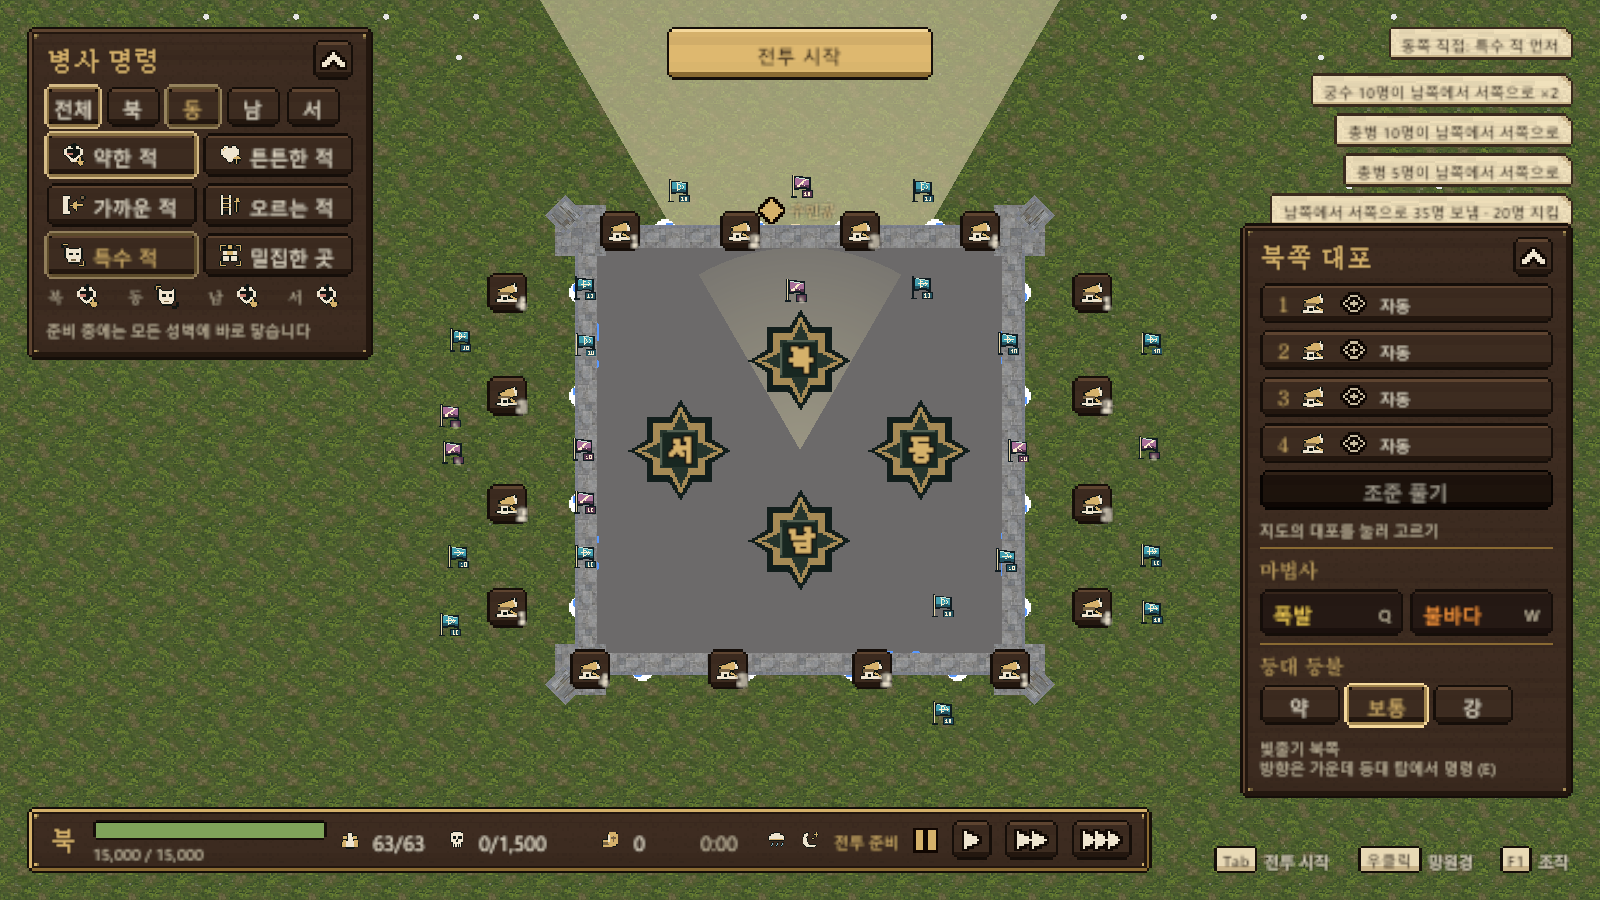 병사 명령
전체 북 동 남 서
약한 적 튼튼한 적
가까운 적 오르는 적
특수 적 밀집한 곳
북 동 남 서
준비 중에는 모든 성벽에 바로 닿습니다
전투 시작
동쪽 직접: 특수 적 먼저
궁수 10명이 남쪽에서 서쪽으로 ×2
총병 10명이 남쪽에서 서쪽으로
총병 5명이 남쪽에서 서쪽으로
남쪽에서 서쪽으로 35명 보냄 - 20명 지킴
북
서
동
남
북쪽 대포
1 자동
2 자동
3 자동
4 자동
조준 풀기
지도의 대포를 눌러 고르기
마법사
폭발 Q 불바다 W
등대 등불
약 보통 강
빛줄기 북쪽
방향은 가운데 등대 탑에서 명령 (E)
북 15,000 / 15,000 63/63 0/1,500 0 0:00 전투 준비
Tab 전투 시작 우클릭 망원경 F1 조작